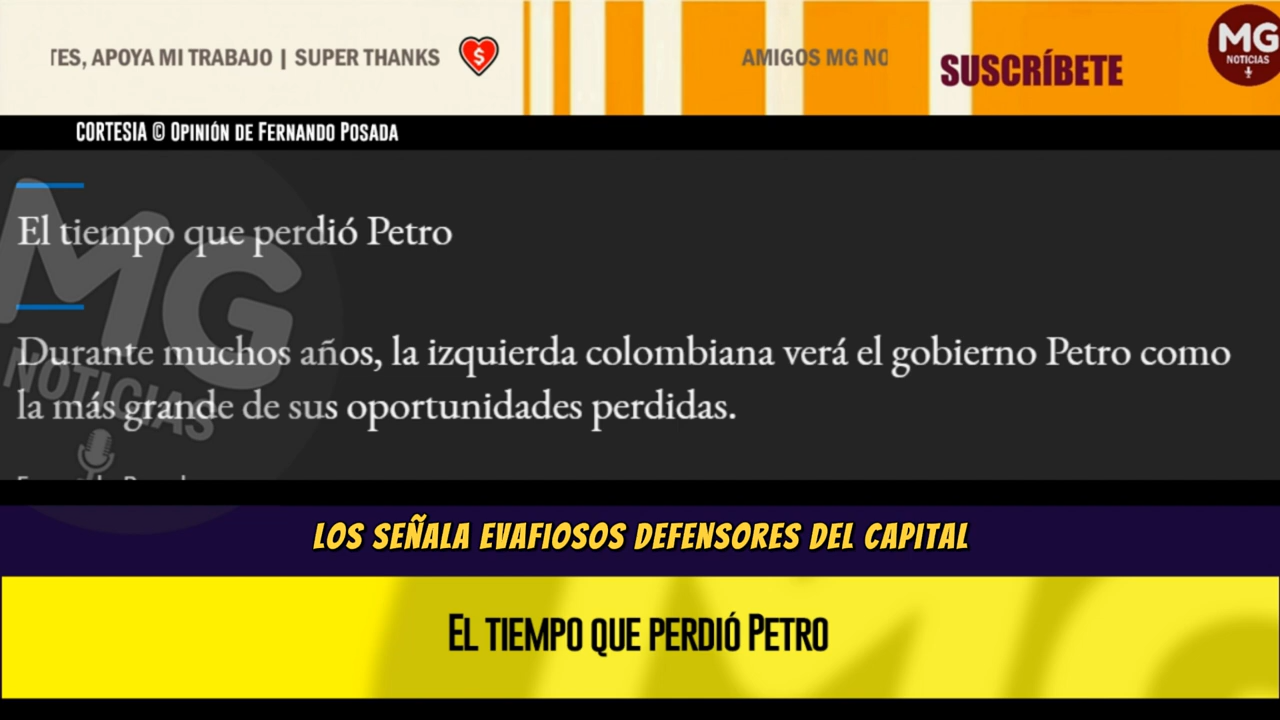 TES, APOYA MI TRABAJO | SUPER THANKS
AMIGOS MG NO
SUSCRÍBETE
MG
NOTICIAS
CORTESIA © OPINIÓN DE FERNANDO POSADA
El tiempo que perdió Petro
Durante muchos años, la izquierda colombiana verá el gobierno Petro como
la más grande de sus oportunidades perdidas.
MG
NOTICIAS
LOS SEÑALA EVAFIOSOS DEFENSORES DEL CAPITAL
EL TIEMPO QUE PERDIÓ PETRO